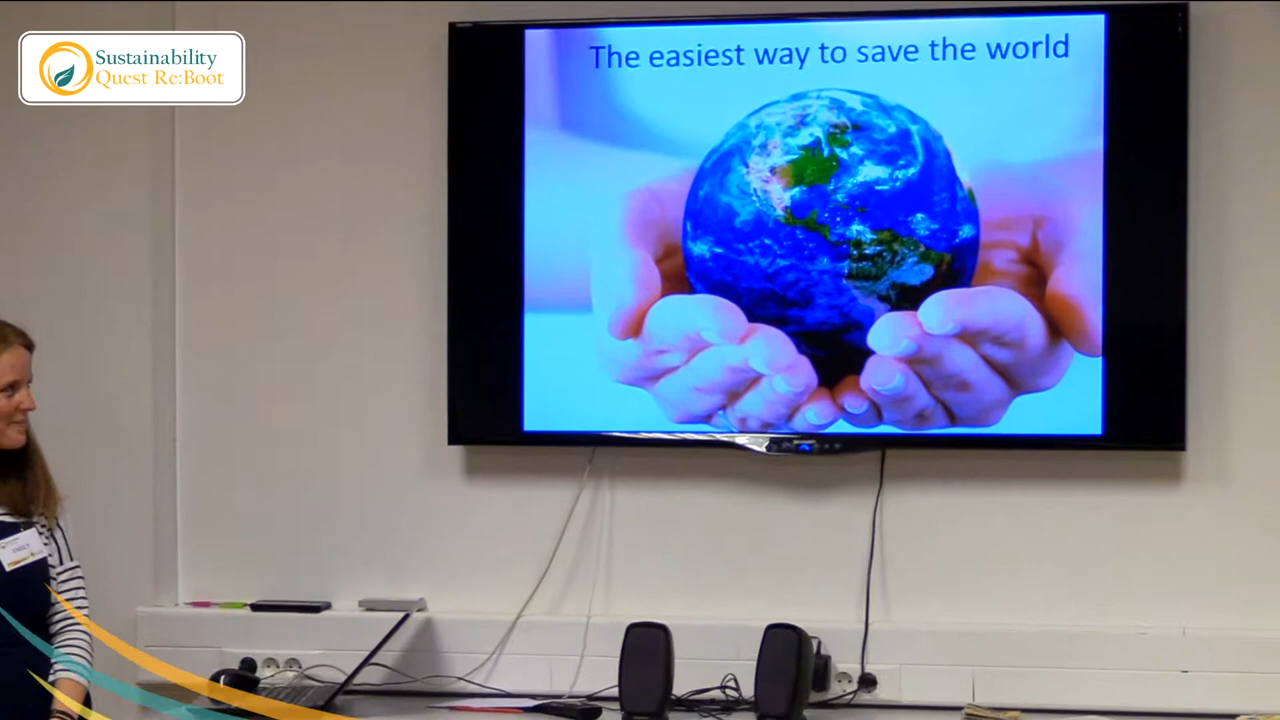 Sustainability
Quest Re:Boot
The easiest way to save the world